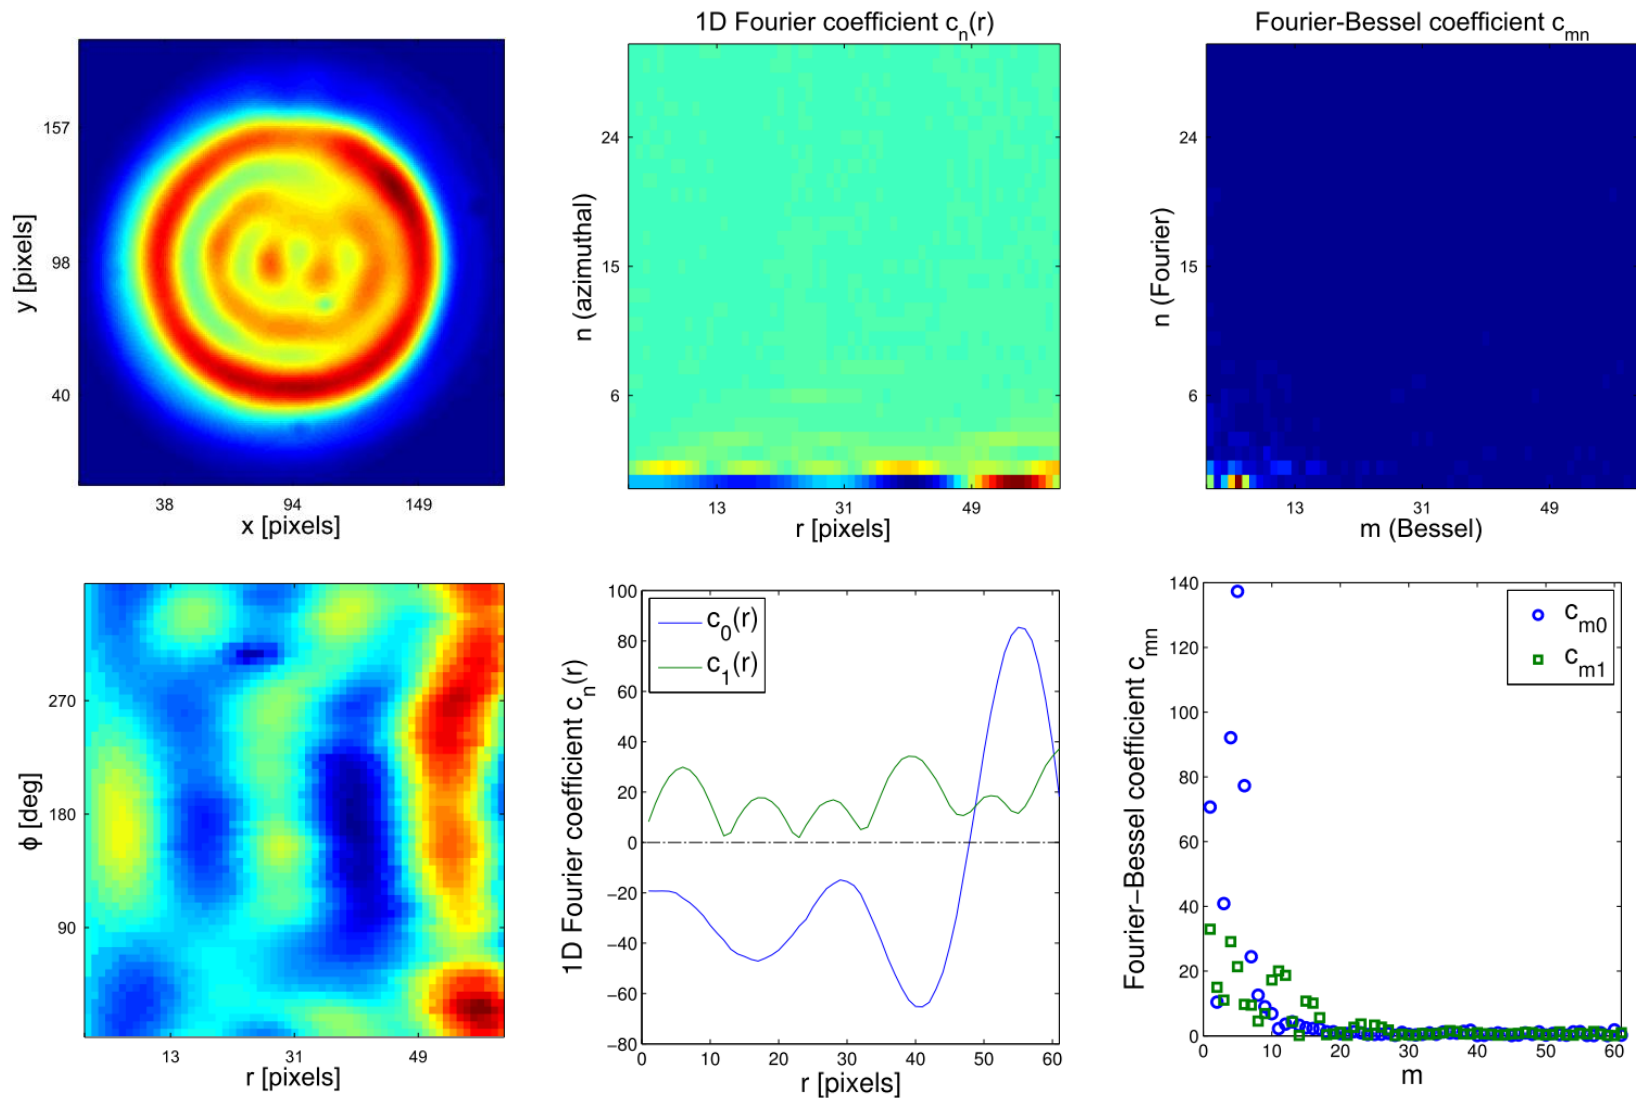 1D Fourier coefficient c_n(r)
Fourier-Bessel coefficient c_mn
157
98
40
y [pixels]
38 94 149
x [pixels]
24
15
6
n (azimuthal)
13 31 49
r [pixels]
24
15
6
n (Fourier)
13 31 49
m (Bessel)
270
180
90
ϕ [deg]
13 31 49
r [pixels]
100
80
60
40
20
0
−20
−40
−60
−80
1D Fourier coefficient c_n(r)
c_0(r)
c_1(r)
0 10 20 30 40 50 60
r [pixels]
140
120
100
80
60
40
20
0
Fourier−Bessel coefficient c_mn
c_m0
c_m1
0 10 20 30 40 50 60
m